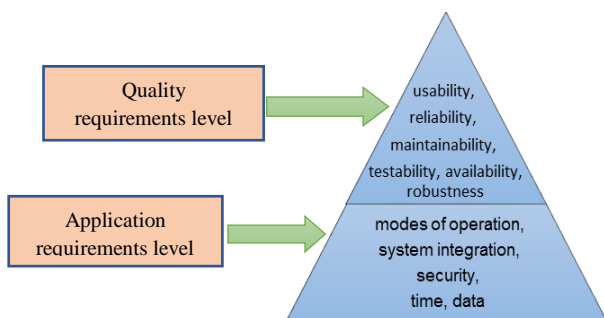 Quality
requirements level
usability,
reliability,
maintainability,
testability, availability,
robustness
Application
requirements level
modes of operation,
system integration,
security,
time, data